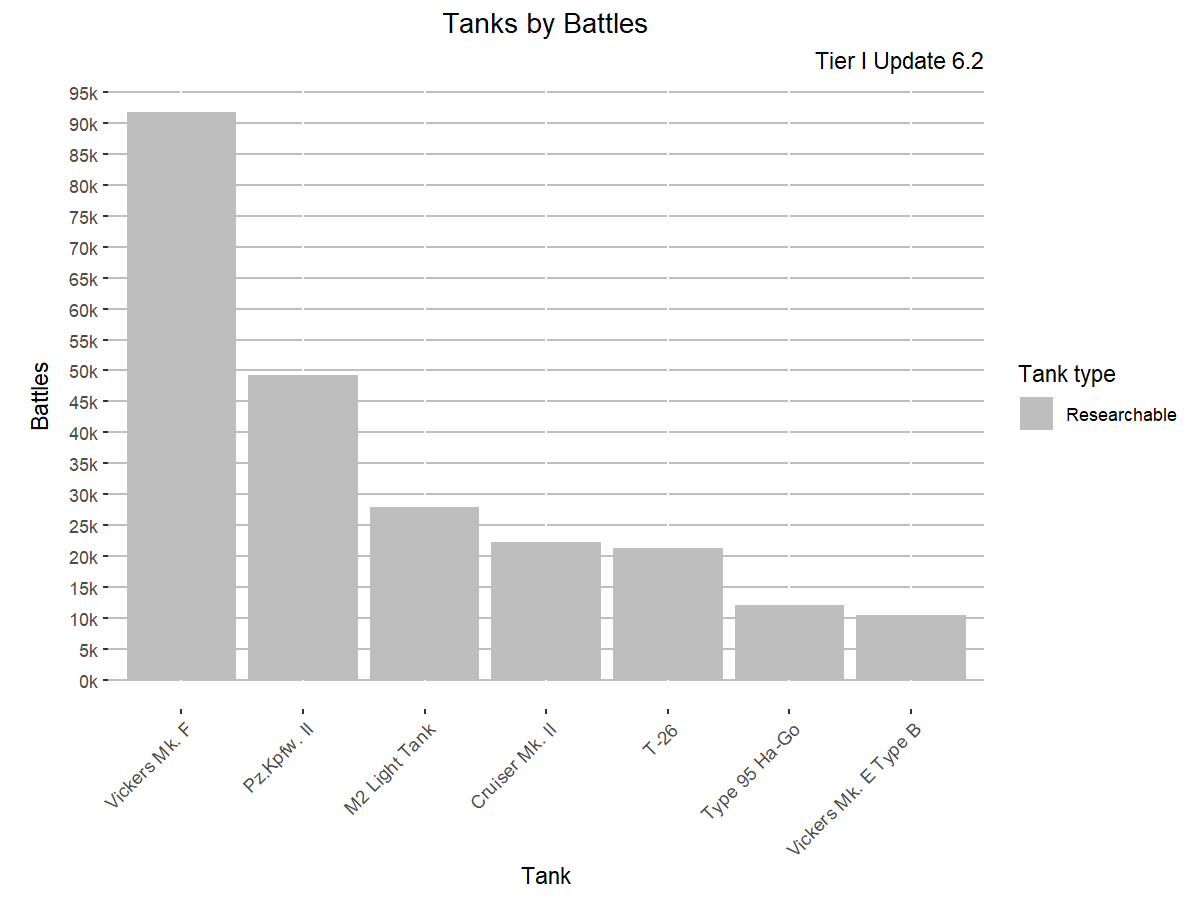 Tanks by Battles
Tier I Update 6.2
95k
90k
85k
80k
75k
70k
65k
60k
55k
50k
45k
40k
35k
30k
25k
20k
15k
10k
5k
0k
Battles
Vickers Mk. F
Pz.Kpfw. II
M2 Light Tank
Cruiser Mk. II
T-26
Type 95 Ha-Go
Vickers Mk. E Type B
Tank
Tank type
Researchable